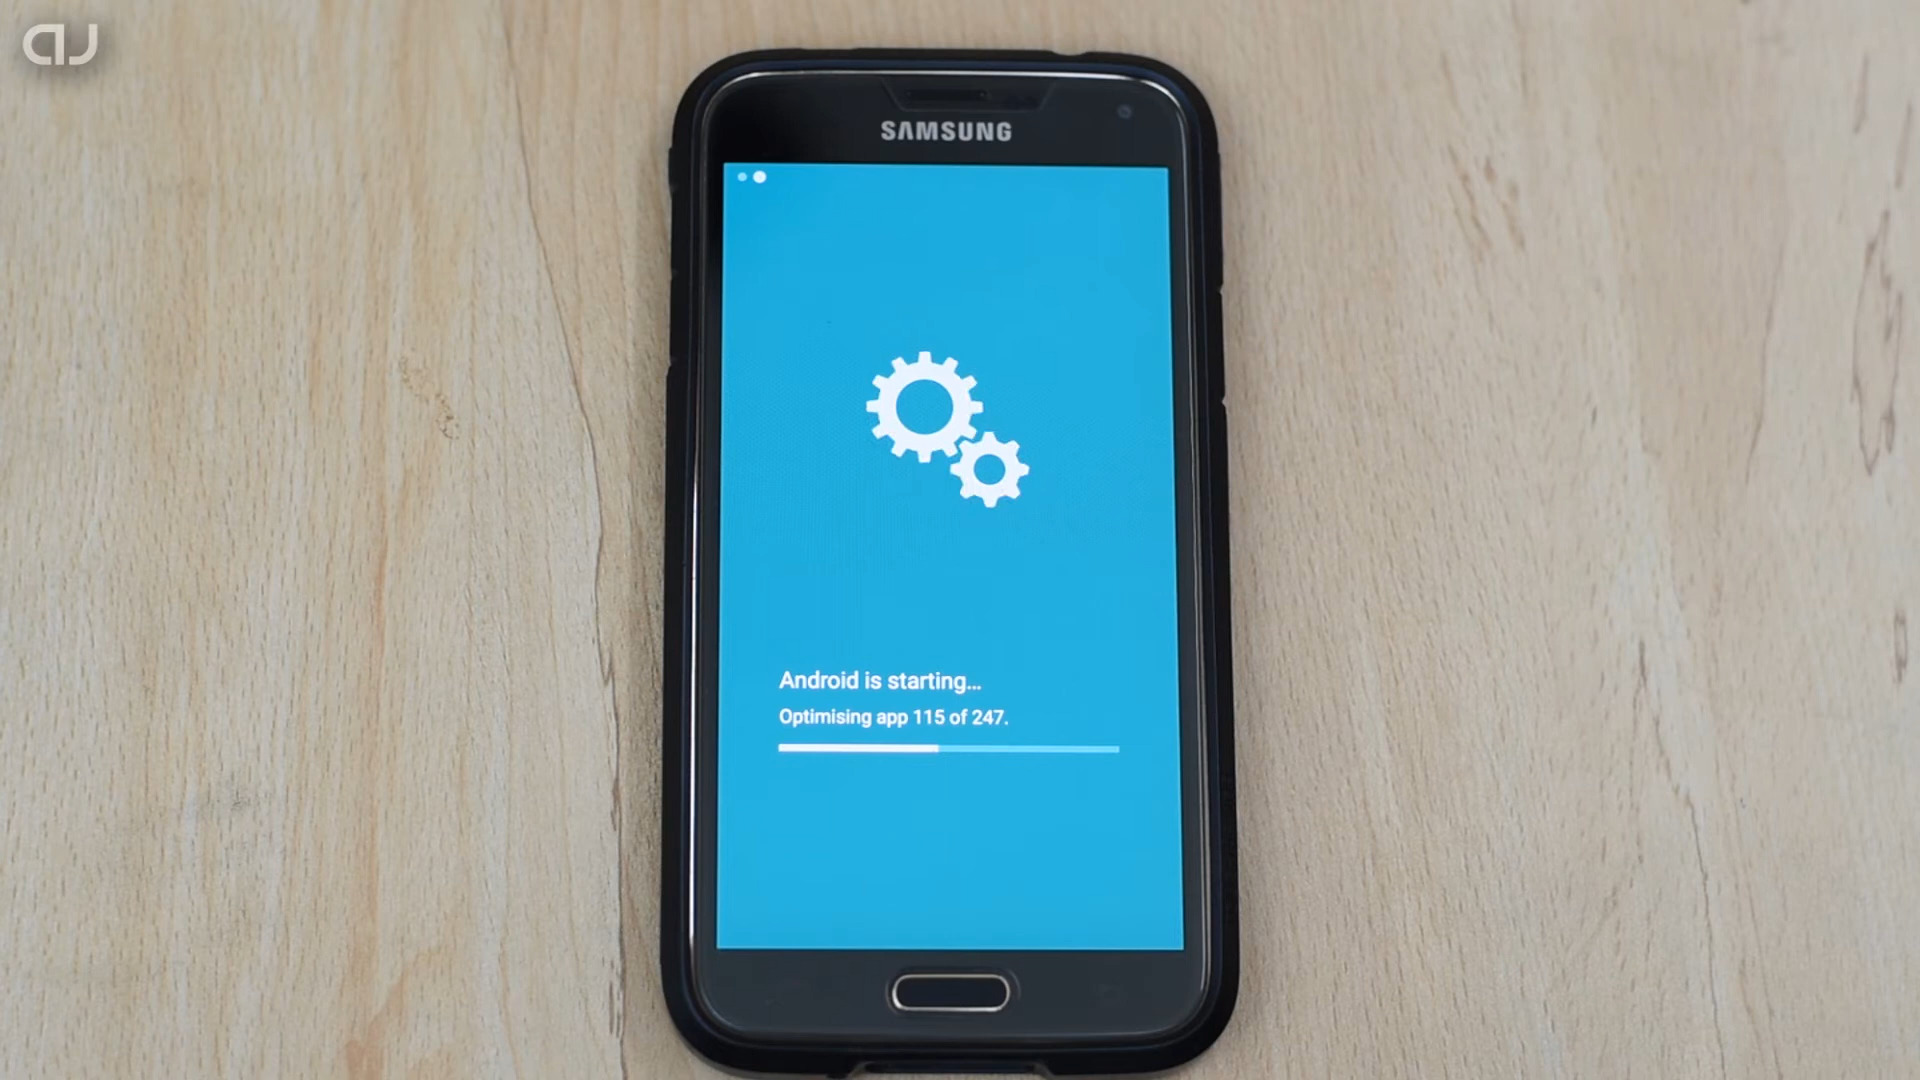 SAMSUNG
Android is starting...
Optimising app 115 of 247.